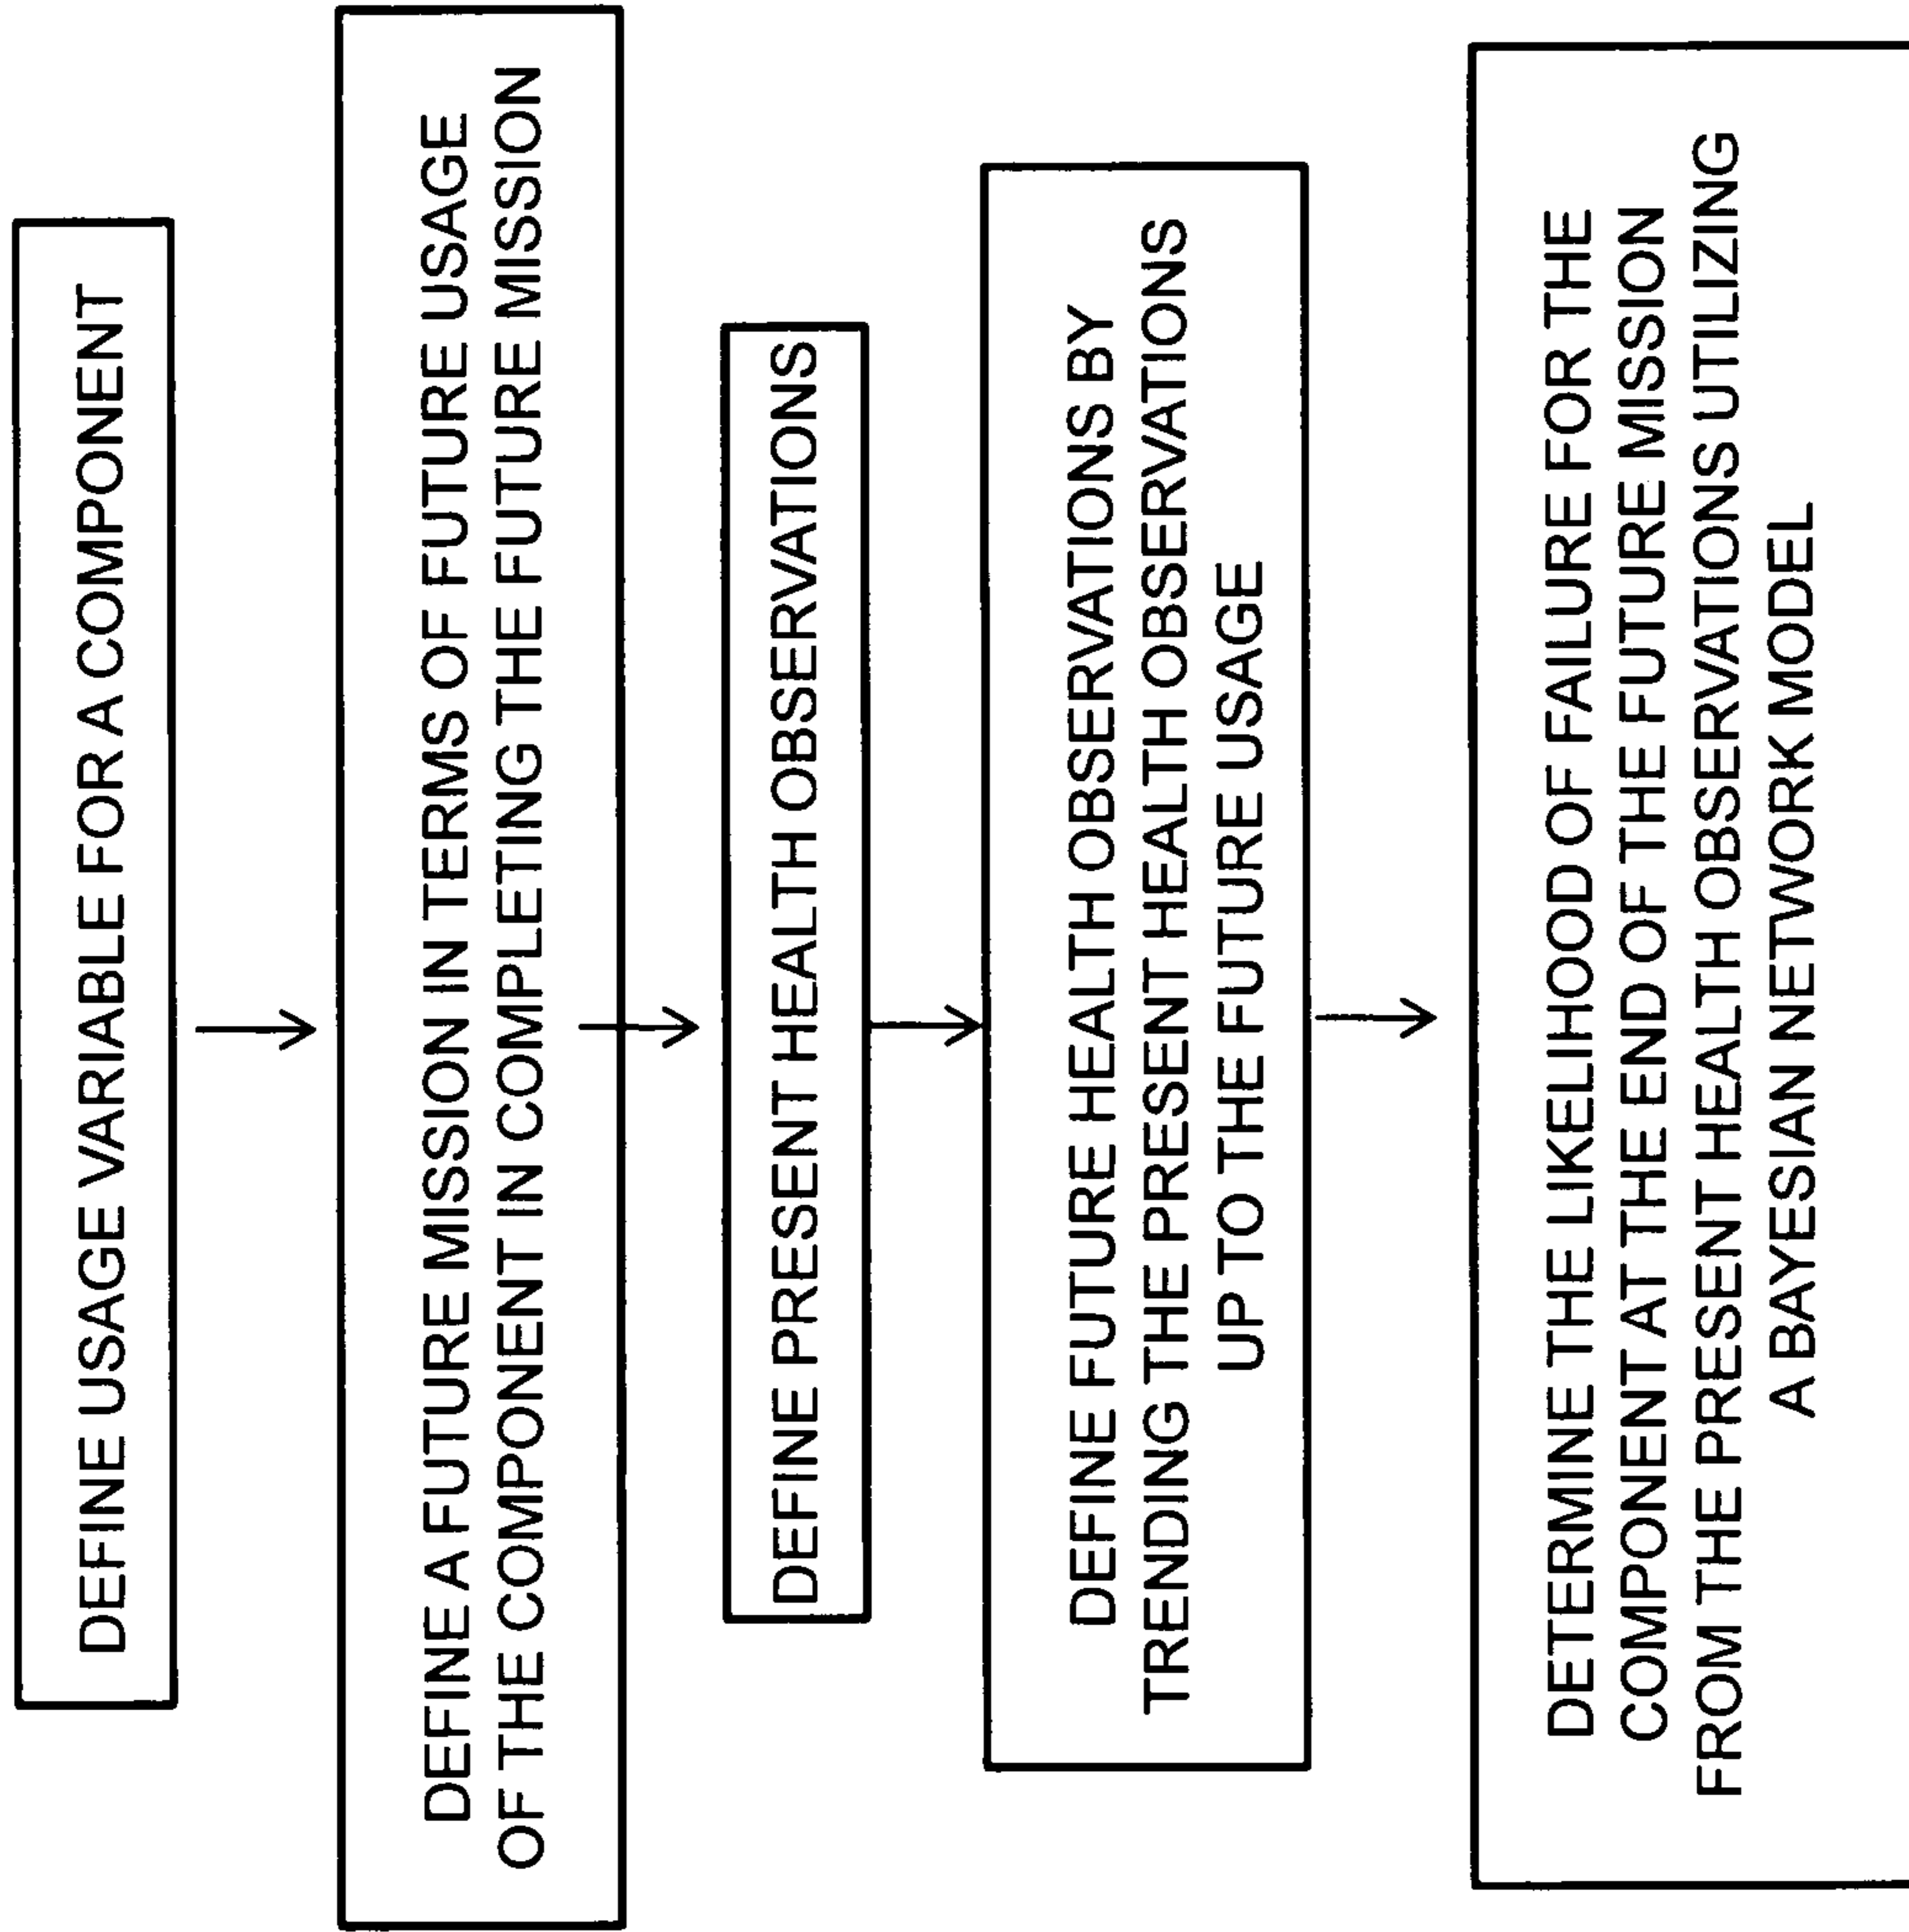 DEFINE USAGE VARIABLE FOR A COMPONENT
DEFINE A FUTURE MISSION IN TERMS OF FUTURE USAGE
OF THE COMPONENT IN COMPLETING THE FUTURE MISSION
DEFINE PRESENT HEALTH OBSERVATIONS
DEFINE FUTURE HEALTH OBSERVATIONS BY
TRENDING THE PRESENT HEALTH OBSERVATIONS
UP TO THE FUTURE USAGE
DETERMINE THE LIKELIHOOD OF FAILURE FOR THE
COMPONENT AT THE END OF THE FUTURE MISSION
FROM THE PRESENT HEALTH OBSERVATIONS UTILIZING
A BAYESIAN NETWORK MODEL